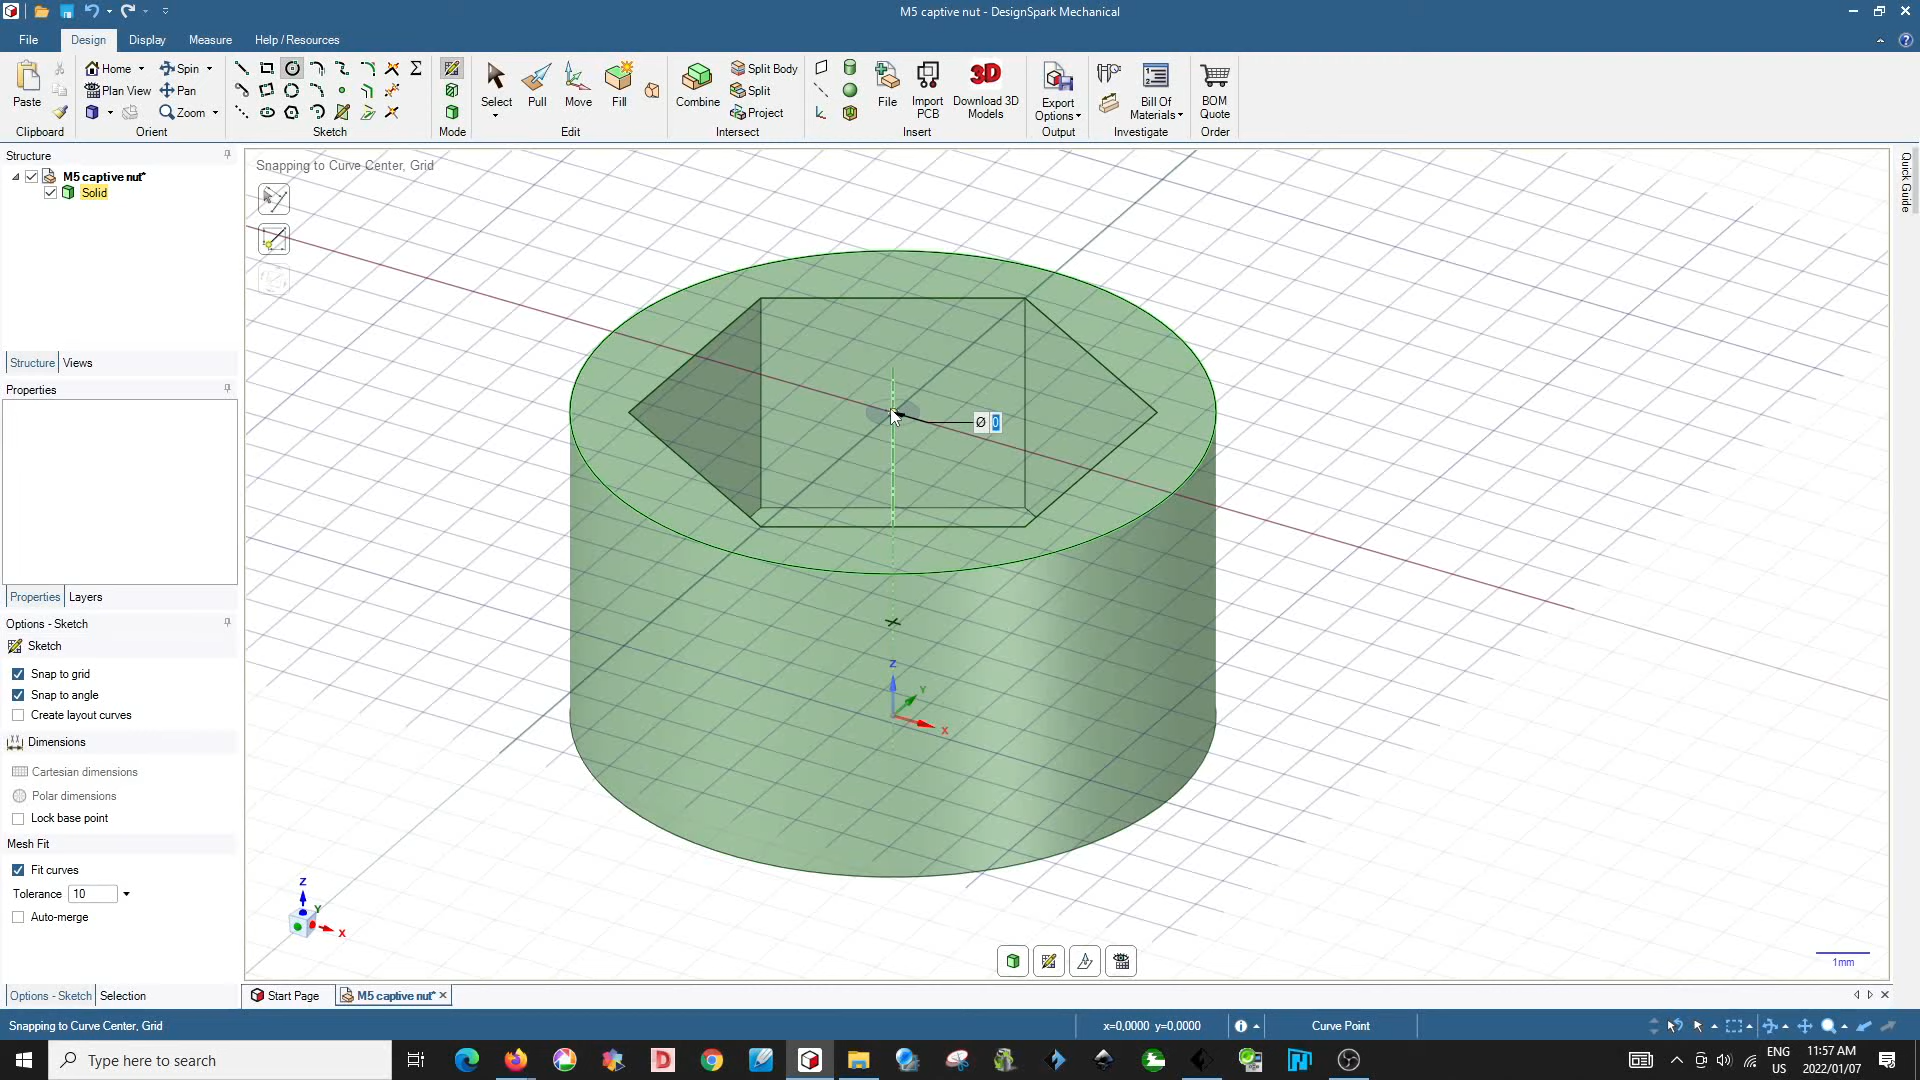 M5 captive nut - DesignSpark Mechanical
File Design Display Measure Help / Resources
Paste
Home Spin
Plan View Pan
Zoom
Select Pull Move Fill
Combine
Split Body
Split
Project
File Import PCB Download 3D Models
3D
Export Options
Bill Of Materials
BOM Quote
Clipboard Orient Sketch Mode Edit Intersect Insert Output Investigate Order
Structure
M5 captive nut*
Solid
Structure Views
Properties
Properties Layers
Options - Sketch
Sketch
Snap to grid
Snap to angle
Create layout curves
Dimensions
Cartesian dimensions
Polar dimensions
Lock base point
Mesh Fit
Fit curves
Tolerance 10
Auto-merge
Options - Sketch Selection
Snapping to Curve Center, Grid
Quick Guide
Ø 0
Z
Y
X
Z
Y
X
1mm
Start Page M5 captive nut*
Snapping to Curve Center, Grid x=0,0000 y=0,0000 Curve Point
Type here to search
ENG
US
11:57 AM
2022/01/07